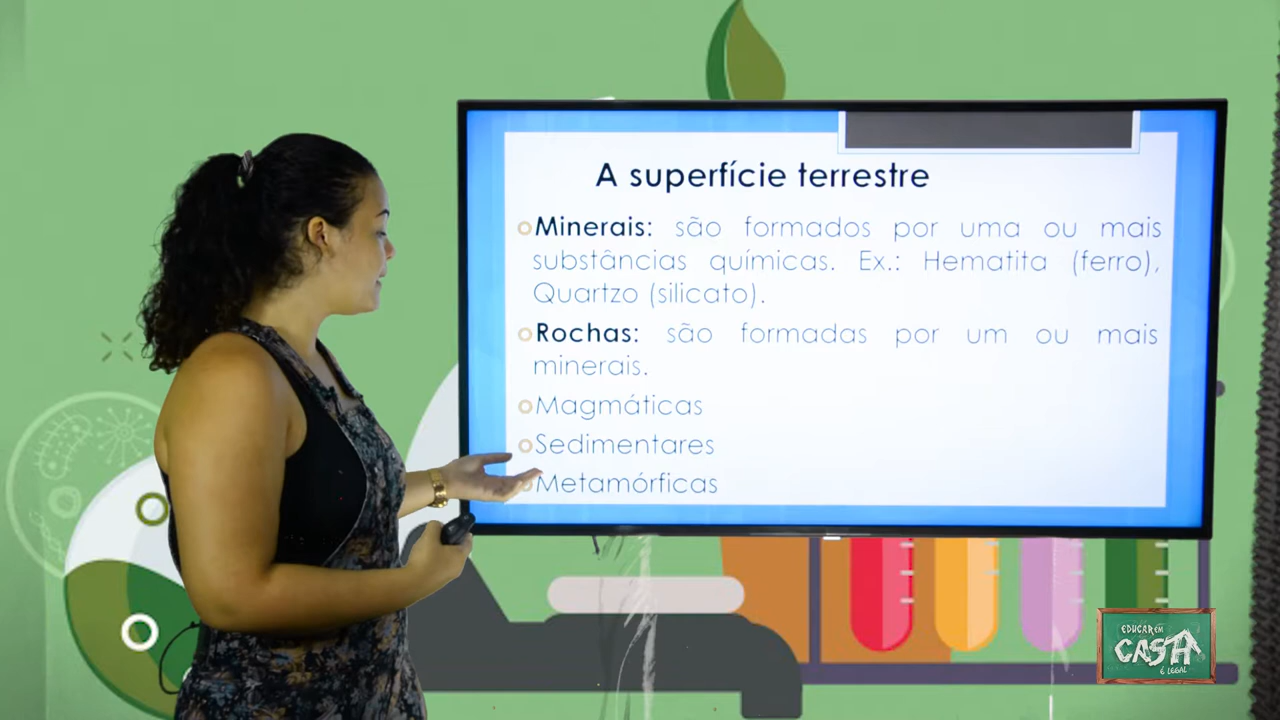 A superfície terrestre
Minerais: são formados por uma ou mais
substâncias químicas. Ex.: Hematita (ferro),
Quartzo (silicato).
Rochas: são formadas por um ou mais
minerais.
Magmáticas
Sedimentares
Metamórficas
EDUCAR EM
CASA
É LEGAL